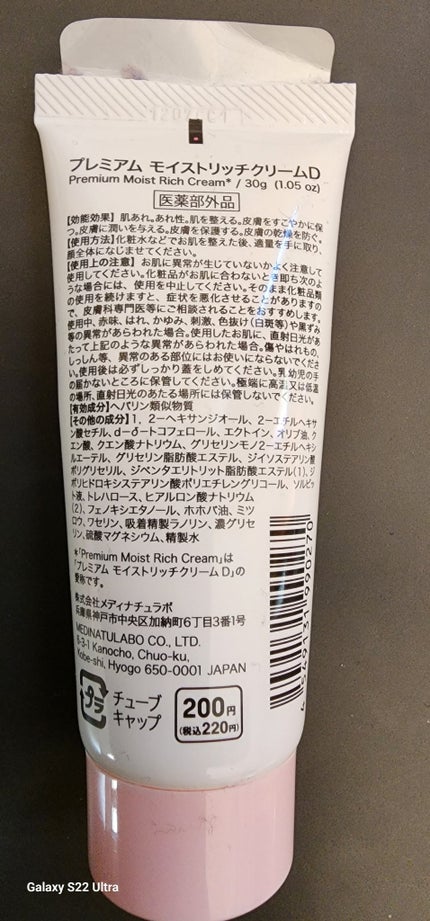 プレミアム モイストリッチクリームD
Premium Moist Rich Cream* / 30g (1.05 oz)
医薬部外品
【効能効果】肌あれ。あれ性。肌を整える。皮膚をすこやかに保
つ。皮膚に潤いを与える。皮膚を保護する。皮膚の乾燥を防ぐ。
【使用方法】化粧水などでお肌を整えた後、適量を手に取り、
顔全体になじませてください。
【使用上の注意】お肌に異常が生じていないかよく注意して
使用してください。化粧品がお肌に合わないとき即ち次のよ
うな場合には、使用を中止してください。そのまま化粧品類
の使用を続けますと、症状を悪化させることがありますの
で、皮膚科専門医等にご相談されることをおすすめします。
使用中、赤味、はれ、かゆみ、刺激、色抜け(白斑等)や黒ずみ
等の異常があらわれた場合。使用したお肌に、直射日光があ
たって上記のような異常があらわれた場合。傷やはれもの、
しっしん等、異常のある部位にはお使いにならないでくださ
い。使用後は必ずしっかり蓋をしめてください。乳幼児の手
の届かないところに保管してください。極端に高温又は低温
の場所、直射日光のあたる場所には保管しないでください。
【有効成分】ヘパリン類似物質
【その他の成分】1，2-ヘキサンジオール、2-エチルヘキサ
ン酸セチル、d-δ-トコフェロール、エクトイン、オリブ油、ク
エン酸、クエン酸ナトリウム、グリセリンモノ2-エチルヘキシ
ルエーテル、グリセリン脂肪酸エステル、ジイソステアリン酸
ポリグリセリル、ジペンタエリトリット脂肪酸エステル(1)、ジ
ポリヒドロキシステアリン酸ポリエチレングリコール、ソルビッ
ト液、トレハロース、ヒアルロン酸ナトリウム
(2)、フェノキシエタノール、ホホバ油、ミツ
ロウ、ワセリン、吸着精製ラノリン、濃グリセ
リン、硫酸マグネシウム、精製水
*「Premium Moist Rich Cream」は
「プレミアム モイストリッチクリームD」の
愛称です。
株式会社メディナチュラボ
兵庫県神戸市中央区加納町6丁目3番1号
MEDINATULABO CO., LTD.
6-3-1 Kanocho, Chuo-ku,
Kobe-shi, Hyogo 650-0001 JAPAN
プラ
チューブ
キャップ
200円
(税込220円)
Galaxy S22 Ultra